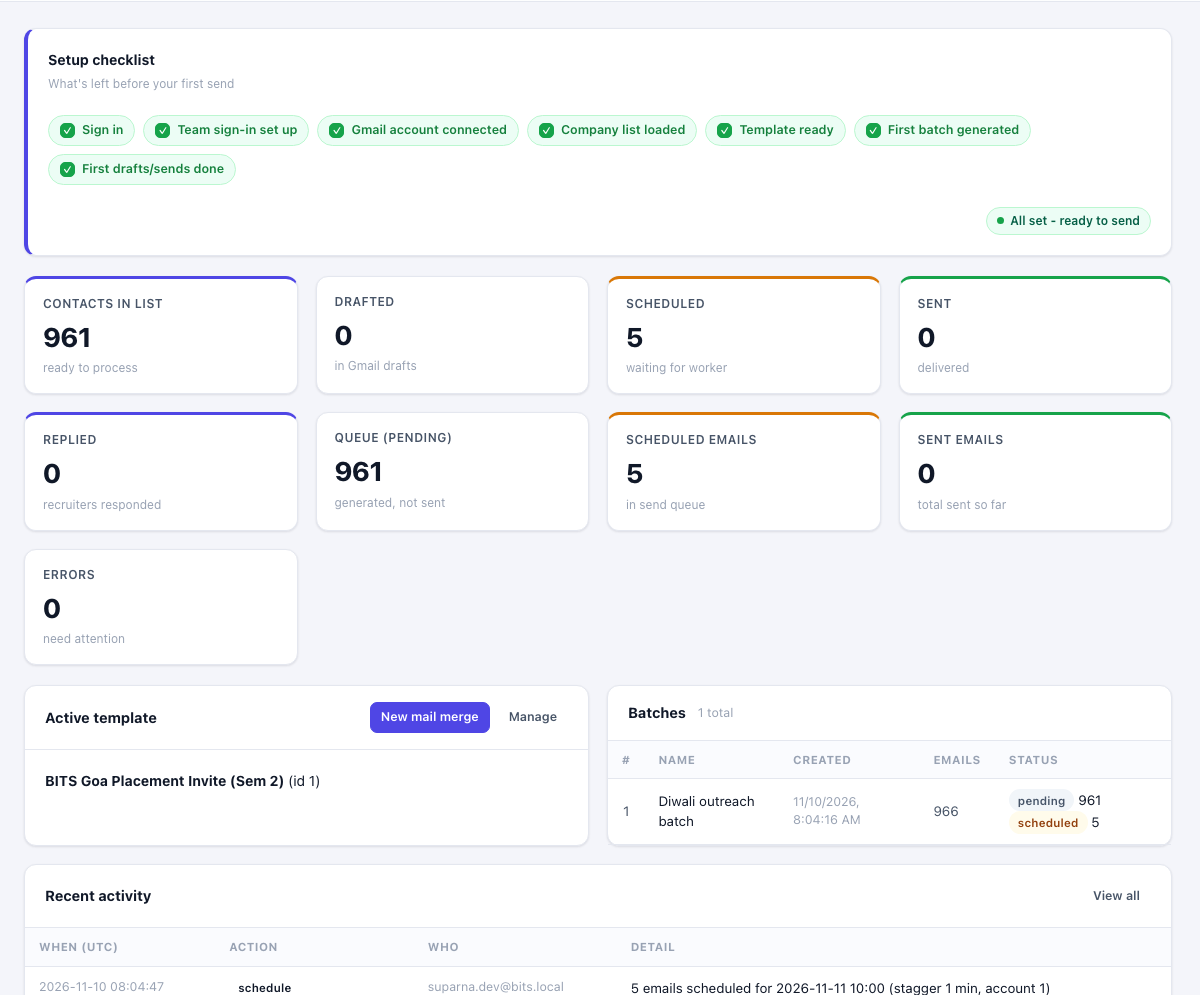 Setup checklist
What's left before your first send
Sign in Team sign-in set up Gmail account connected Company list loaded Template ready First batch generated
First drafts/sends done
All set - ready to send
CONTACTS IN LIST
961
ready to process
DRAFTED
0
in Gmail drafts
SCHEDULED
5
waiting for worker
SENT
0
delivered
REPLIED
0
recruiters responded
QUEUE (PENDING)
961
generated, not sent
SCHEDULED EMAILS
5
in send queue
SENT EMAILS
0
total sent so far
ERRORS
0
need attention
Active template New mail merge Manage
BITS Goa Placement Invite (Sem 2) (id 1)
Batches 1 total
# NAME CREATED EMAILS STATUS
1 Diwali outreach batch 11/10/2026, 8:04:16 AM 966 pending 961 scheduled 5
Recent activity View all
WHEN (UTC) ACTION WHO DETAIL
2026-11-10 08:04:47 schedule suparna.dev@bits.local 5 emails scheduled for 2026-11-11 10:00 (stagger 1 min, account 1)